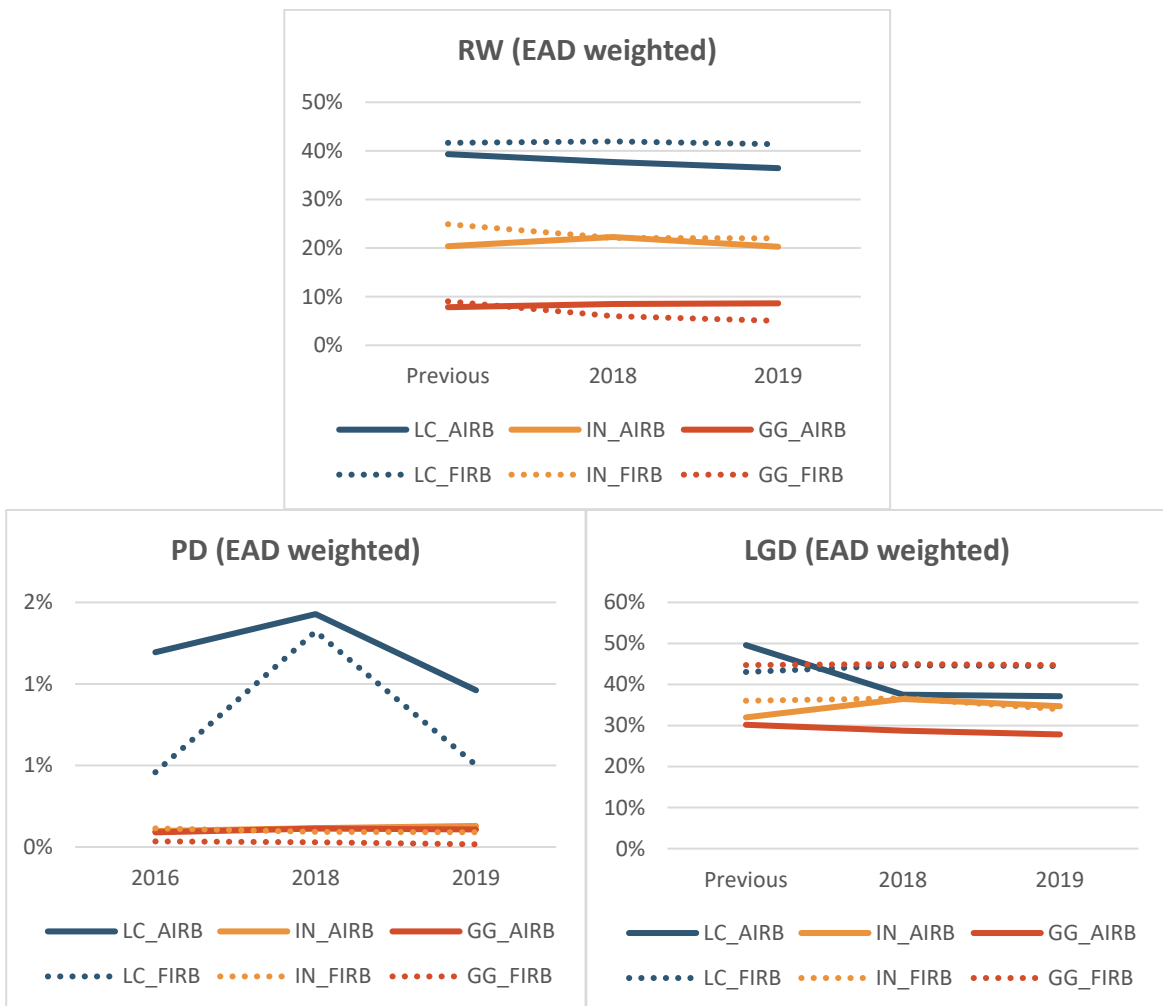 RW (EAD weighted)
50%
40%
30%
20%
10%
0%
Previous 2018 2019
LC_AIRB IN_AIRB GG_AIRB
LC_FIRB IN_FIRB GG_FIRB
PD (EAD weighted)
2%
1%
1%
0%
2016 2018 2019
LC_AIRB IN_AIRB GG_AIRB
LC_FIRB IN_FIRB GG_FIRB
LGD (EAD weighted)
60%
50%
40%
30%
20%
10%
0%
Previous 2018 2019
LC_AIRB IN_AIRB GG_AIRB
LC_FIRB IN_FIRB GG_FIRB